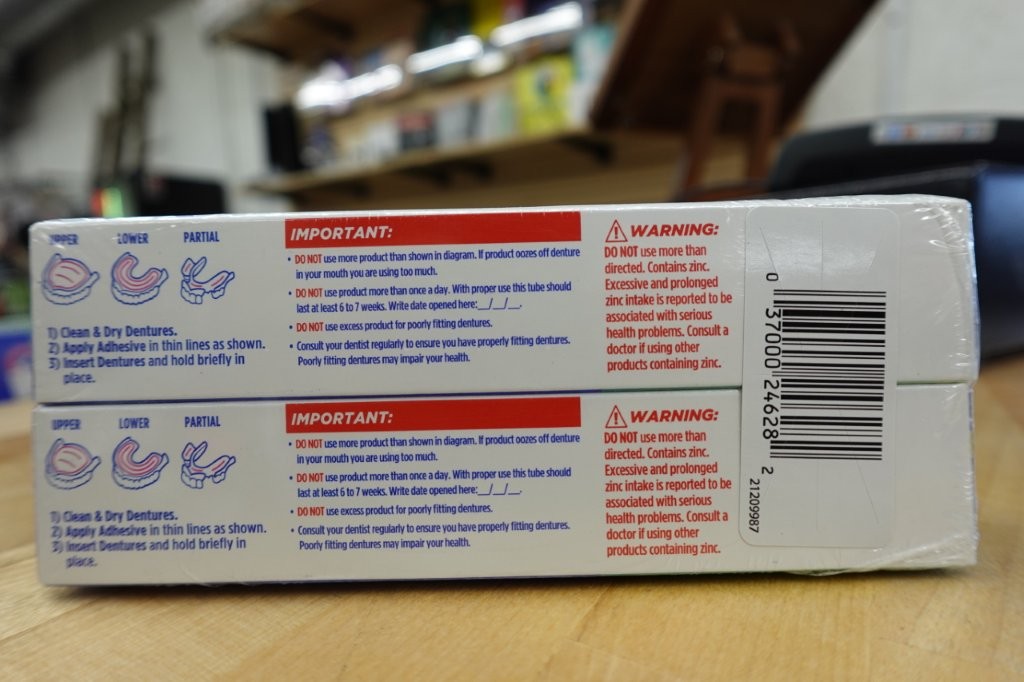 UPPER LOWER PARTIAL
1) Clean & Dry Dentures.
2) Apply Adhesive in thin lines as shown.
3) Insert Dentures and hold briefly in
place.
IMPORTANT:
• DO NOT use more product than shown in diagram. If product oozes off denture
in your mouth you are using too much.
• DO NOT use product more than once a day. With proper use this tube should
last at least 6 to 7 weeks. Write date opened here:__/__/__.
• DO NOT use excess product for poorly fitting dentures.
• Consult your dentist regularly to ensure you have properly fitting dentures.
Poorly fitting dentures may impair your health.
WARNING:
DO NOT use more than
directed. Contains zinc.
Excessive and prolonged
zinc intake is reported to be
associated with serious
health problems. Consult a
doctor if using other
products containing zinc.
UPPER LOWER PARTIAL
1) Clean & Dry Dentures.
2) Apply Adhesive in thin lines as shown.
3) Insert Dentures and hold briefly in
place.
IMPORTANT:
• DO NOT use more product than shown in diagram. If product oozes off denture
in your mouth you are using too much.
• DO NOT use product more than once a day. With proper use this tube should
last at least 6 to 7 weeks. Write date opened here:__/__/__.
• DO NOT use excess product for poorly fitting dentures.
• Consult your dentist regularly to ensure you have properly fitting dentures.
Poorly fitting dentures may impair your health.
WARNING:
DO NOT use more than
directed. Contains zinc.
Excessive and prolonged
zinc intake is reported to be
associated with serious
health problems. Consult a
doctor if using other
products containing zinc.
0 37000 24628 2
21209987